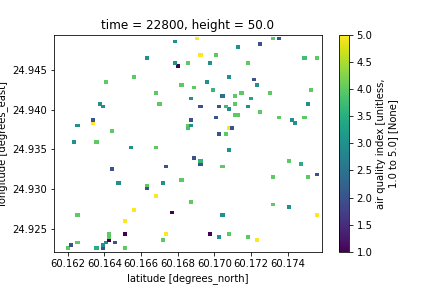 time = 22800, height = 50.0
24.945
24.940
24.935
24.930
24.925
longitude [degrees_east]
60.162 60.164 60.166 60.168 60.170 60.172 60.174
latitude [degrees_north]
5.0
4.5
4.0
3.5
3.0
2.5
2.0
1.5
1.0
air quality index [unitless,
1.0 to 5.0] [None]